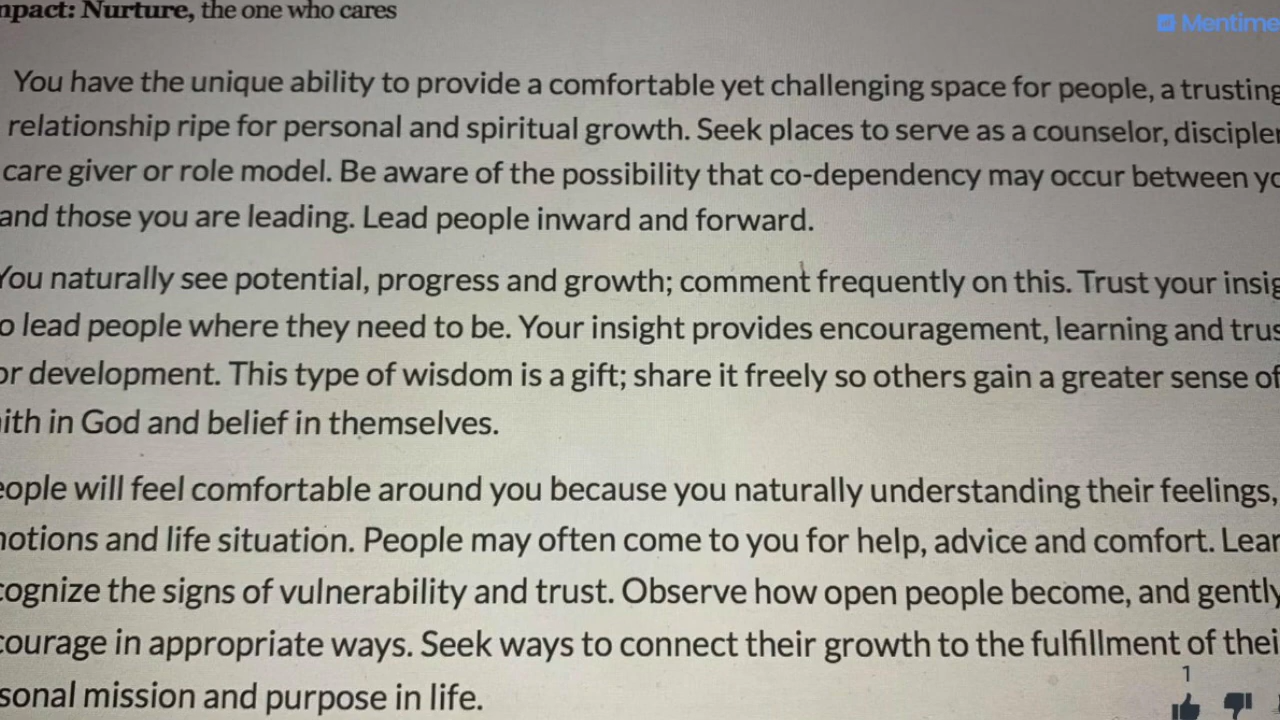 mpact: Nurture, the one who cares
Mentime
You have the unique ability to provide a comfortable yet challenging space for people, a trusting
relationship ripe for personal and spiritual growth. Seek places to serve as a counselor, discipler
care giver or role model. Be aware of the possibility that co-dependency may occur between yo
and those you are leading. Lead people inward and forward.
You naturally see potential, progress and growth; comment frequently on this. Trust your insig
o lead people where they need to be. Your insight provides encouragement, learning and trus
or development. This type of wisdom is a gift; share it freely so others gain a greater sense of
ith in God and belief in themselves.
eople will feel comfortable around you because you naturally understanding their feelings,
notions and life situation. People may often come to you for help, advice and comfort. Lear
cognize the signs of vulnerability and trust. Observe how open people become, and gently
courage in appropriate ways. Seek ways to connect their growth to the fulfillment of thei
sonal mission and purpose in life.
1